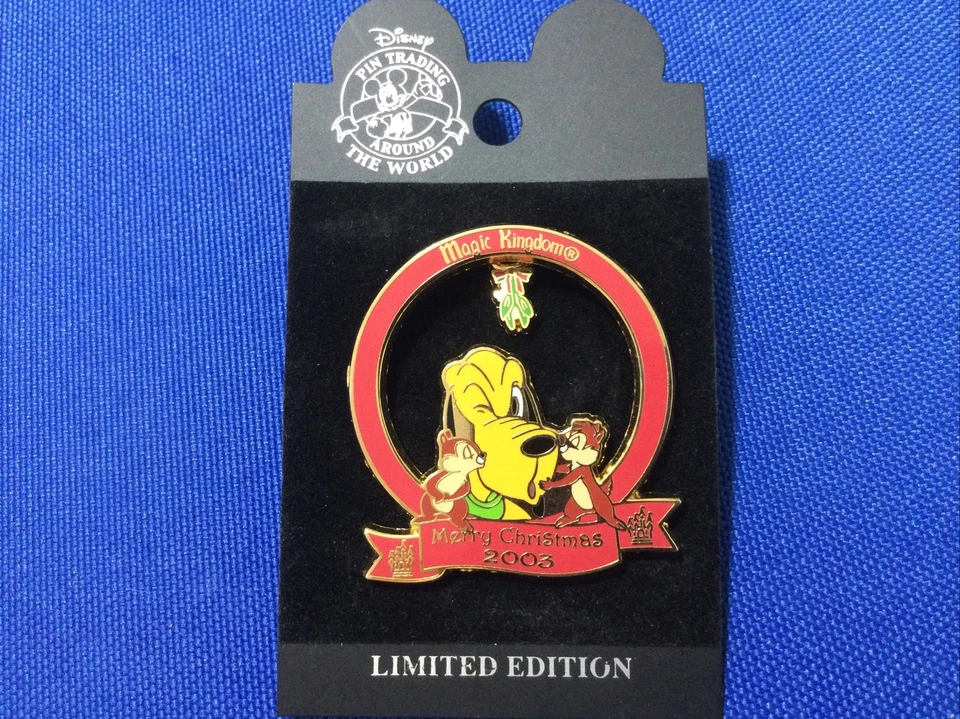 Disney
PIN TRADING
AROUND
THE WORLD
Magic Kingdom®
Merry Christmas
2003
LIMITED EDITION